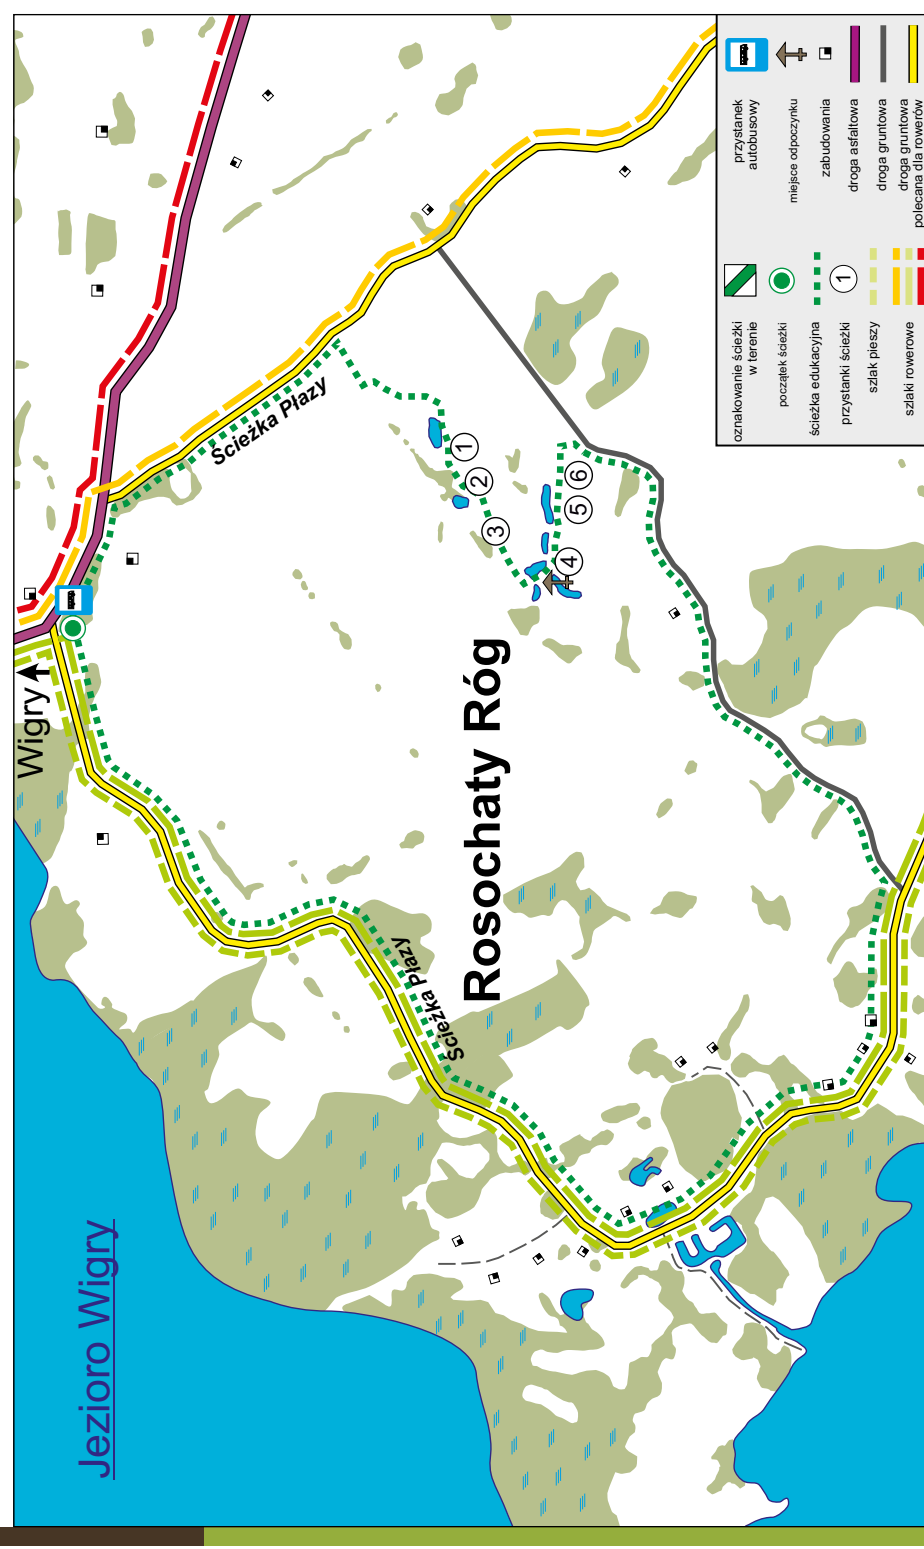 Jezioro Wigry
Wigry
Rosochaty Róg
Ścieżka Płazy
Ścieżka Płazy
1
2
3
4
5
6
oznakowanie ścieżki
w terenie
początek ścieżki
ścieżka edukacyjna
1
przystanki ścieżki
szlak pieszy
szlaki rowerowe
przystanek
autobusowy
miejsce odpoczynku
zabudowania
droga asfaltowa
droga gruntowa
droga gruntowa
polecana dla rowerów